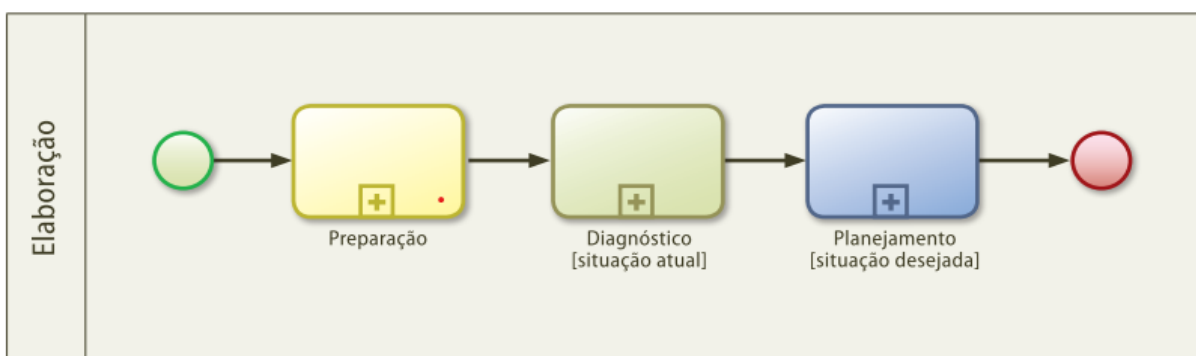 Elaboração
Preparação
Diagnóstico
[situação atual]
Planejamento
[situação desejada]